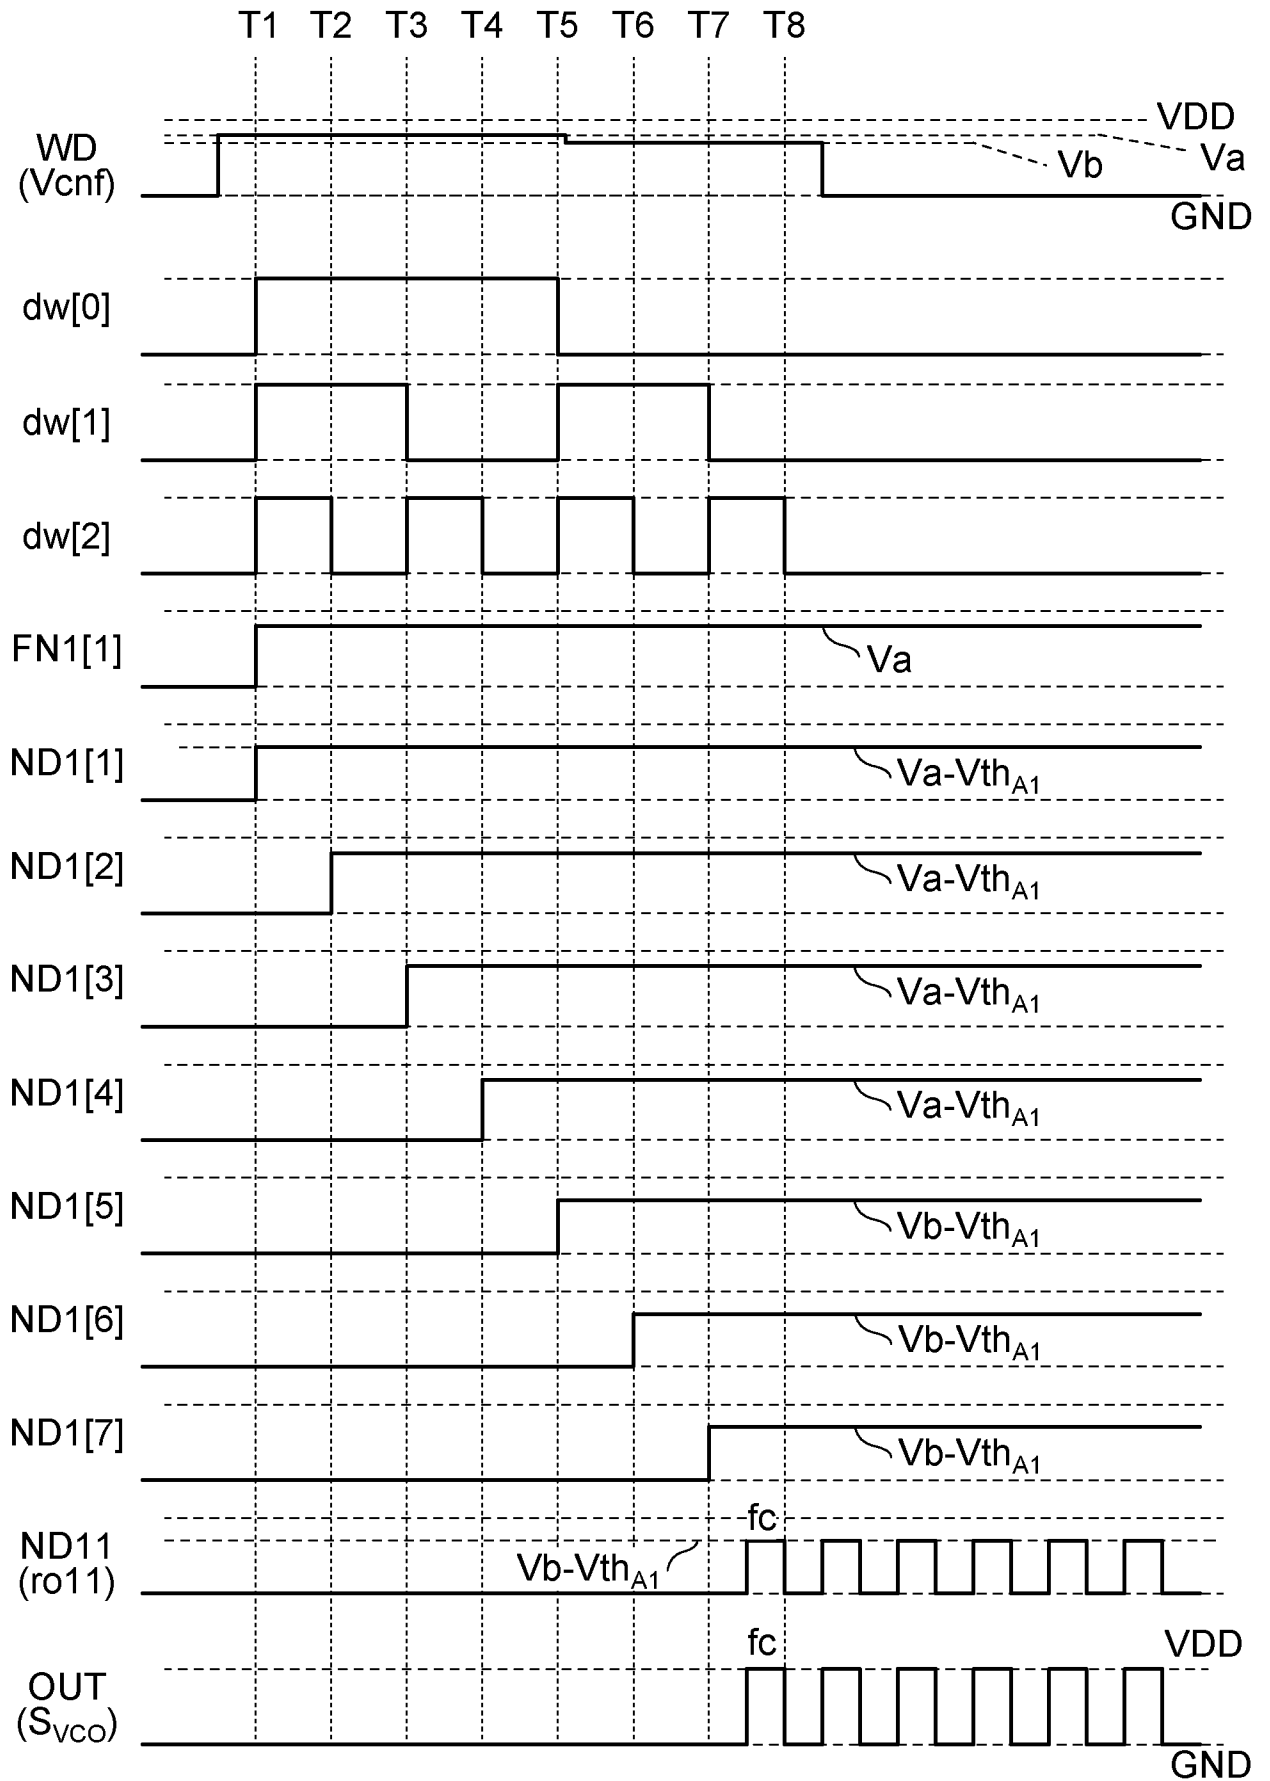 T1 T2 T3 T4 T5 T6 T7 T8
VDD
WD
(Vcnf)
Vb
Va
GND
dw[0]
dw[1]
dw[2]
FN1[1]
Va
ND1[1]
Va-VthA1
ND1[2]
Va-VthA1
ND1[3]
Va-VthA1
ND1[4]
Va-VthA1
ND1[5]
Vb-VthA1
ND1[6]
Vb-VthA1
ND1[7]
Vb-VthA1
fc
ND11
(ro11)
Vb-VthA1
fc
VDD
OUT
(SVCO)
GND